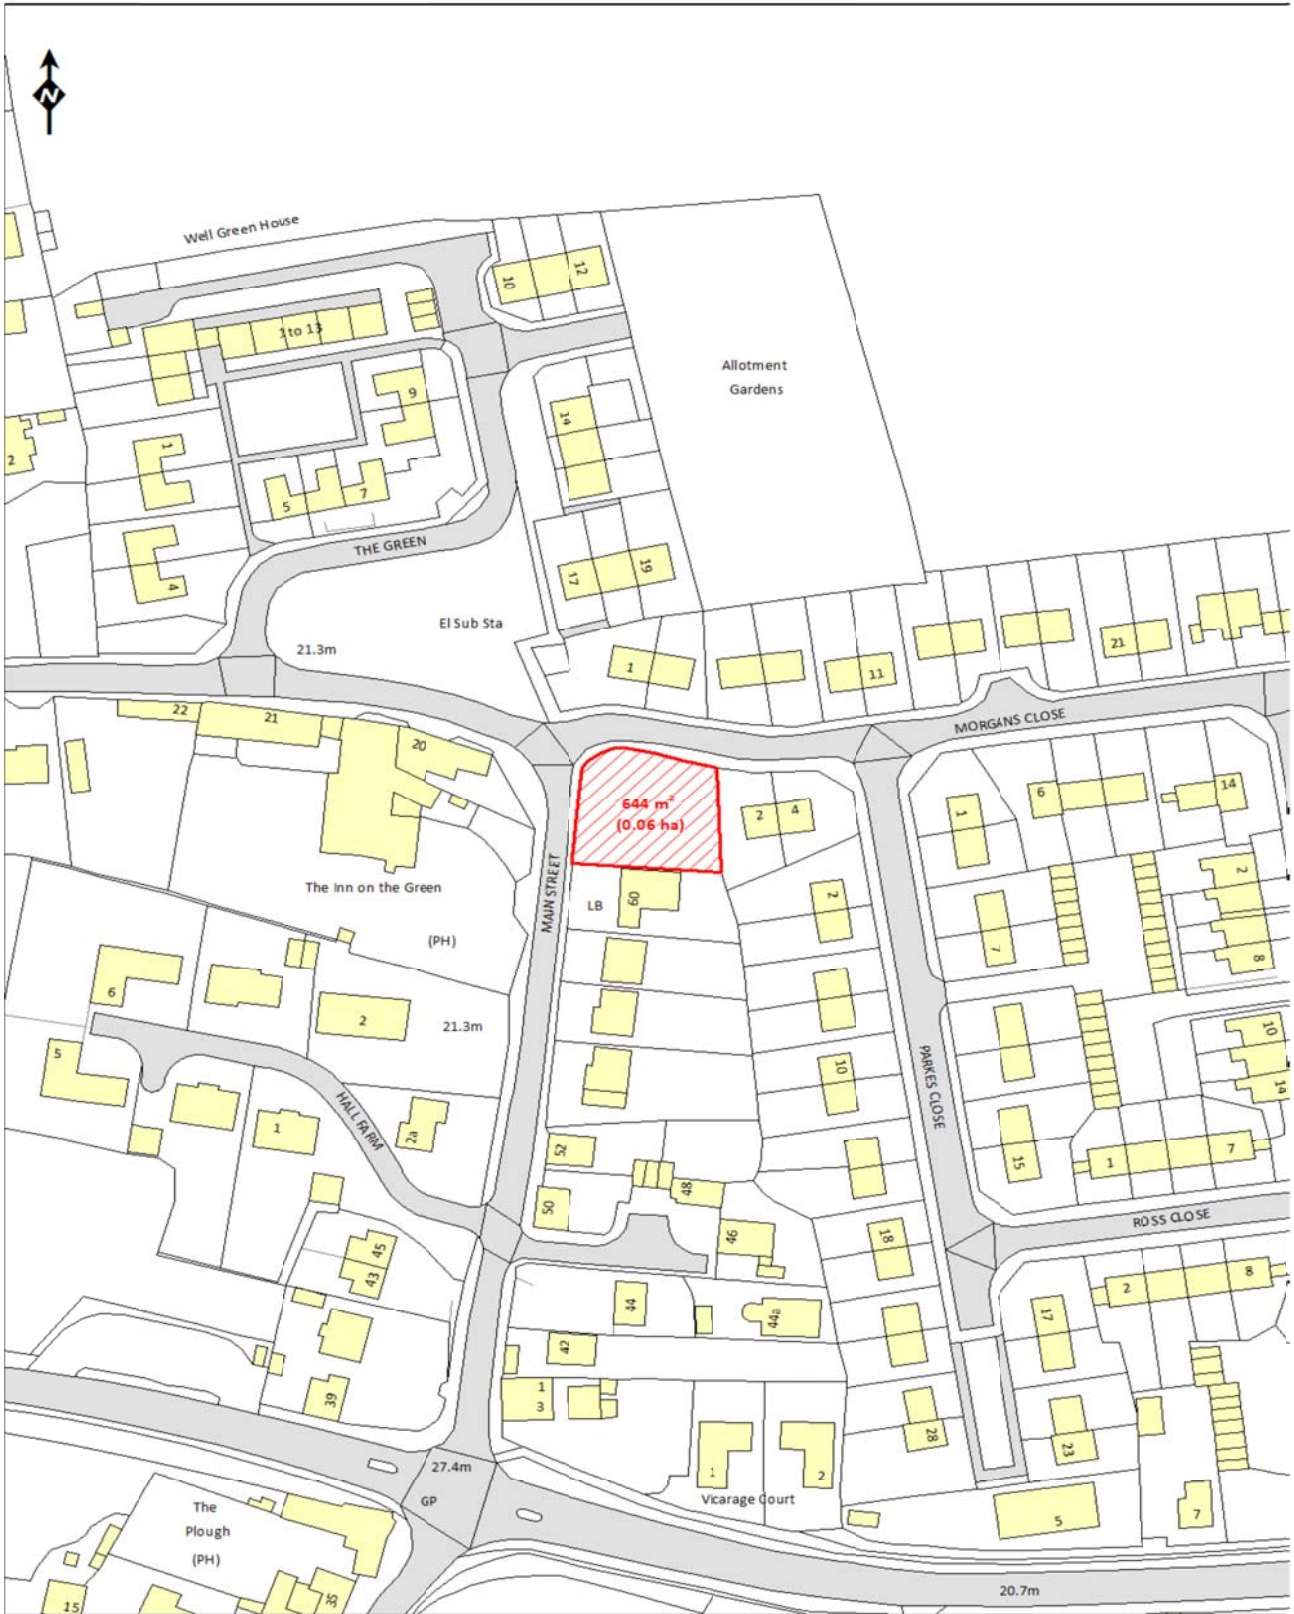 N
Well Green House
10
12
1 to 13
Allotment
Gardens
9
14
1
2
5
7
THE GREEN
19
17
4
El Sub Sta
21.3m
1
11
21
22
21
20
MORGANS CLOSE
644 m²
(0.06 ha)
2
4
6
14
1
MAIN STREET
The Inn on the Green
LB
60
2
2
(PH)
7
8
6
2
21.3m
10
5
10
PARKES CLOSE
14
HALL FARM
1
2a
52
15
1
7
48
50
ROSS CLOSE
46
18
45
43
2
8
44
44a
17
42
39
1
3
28
23
27.4m
1
2
GP
Vicarage Court
The
Plough
(PH)
5
7
20.7m
15
35